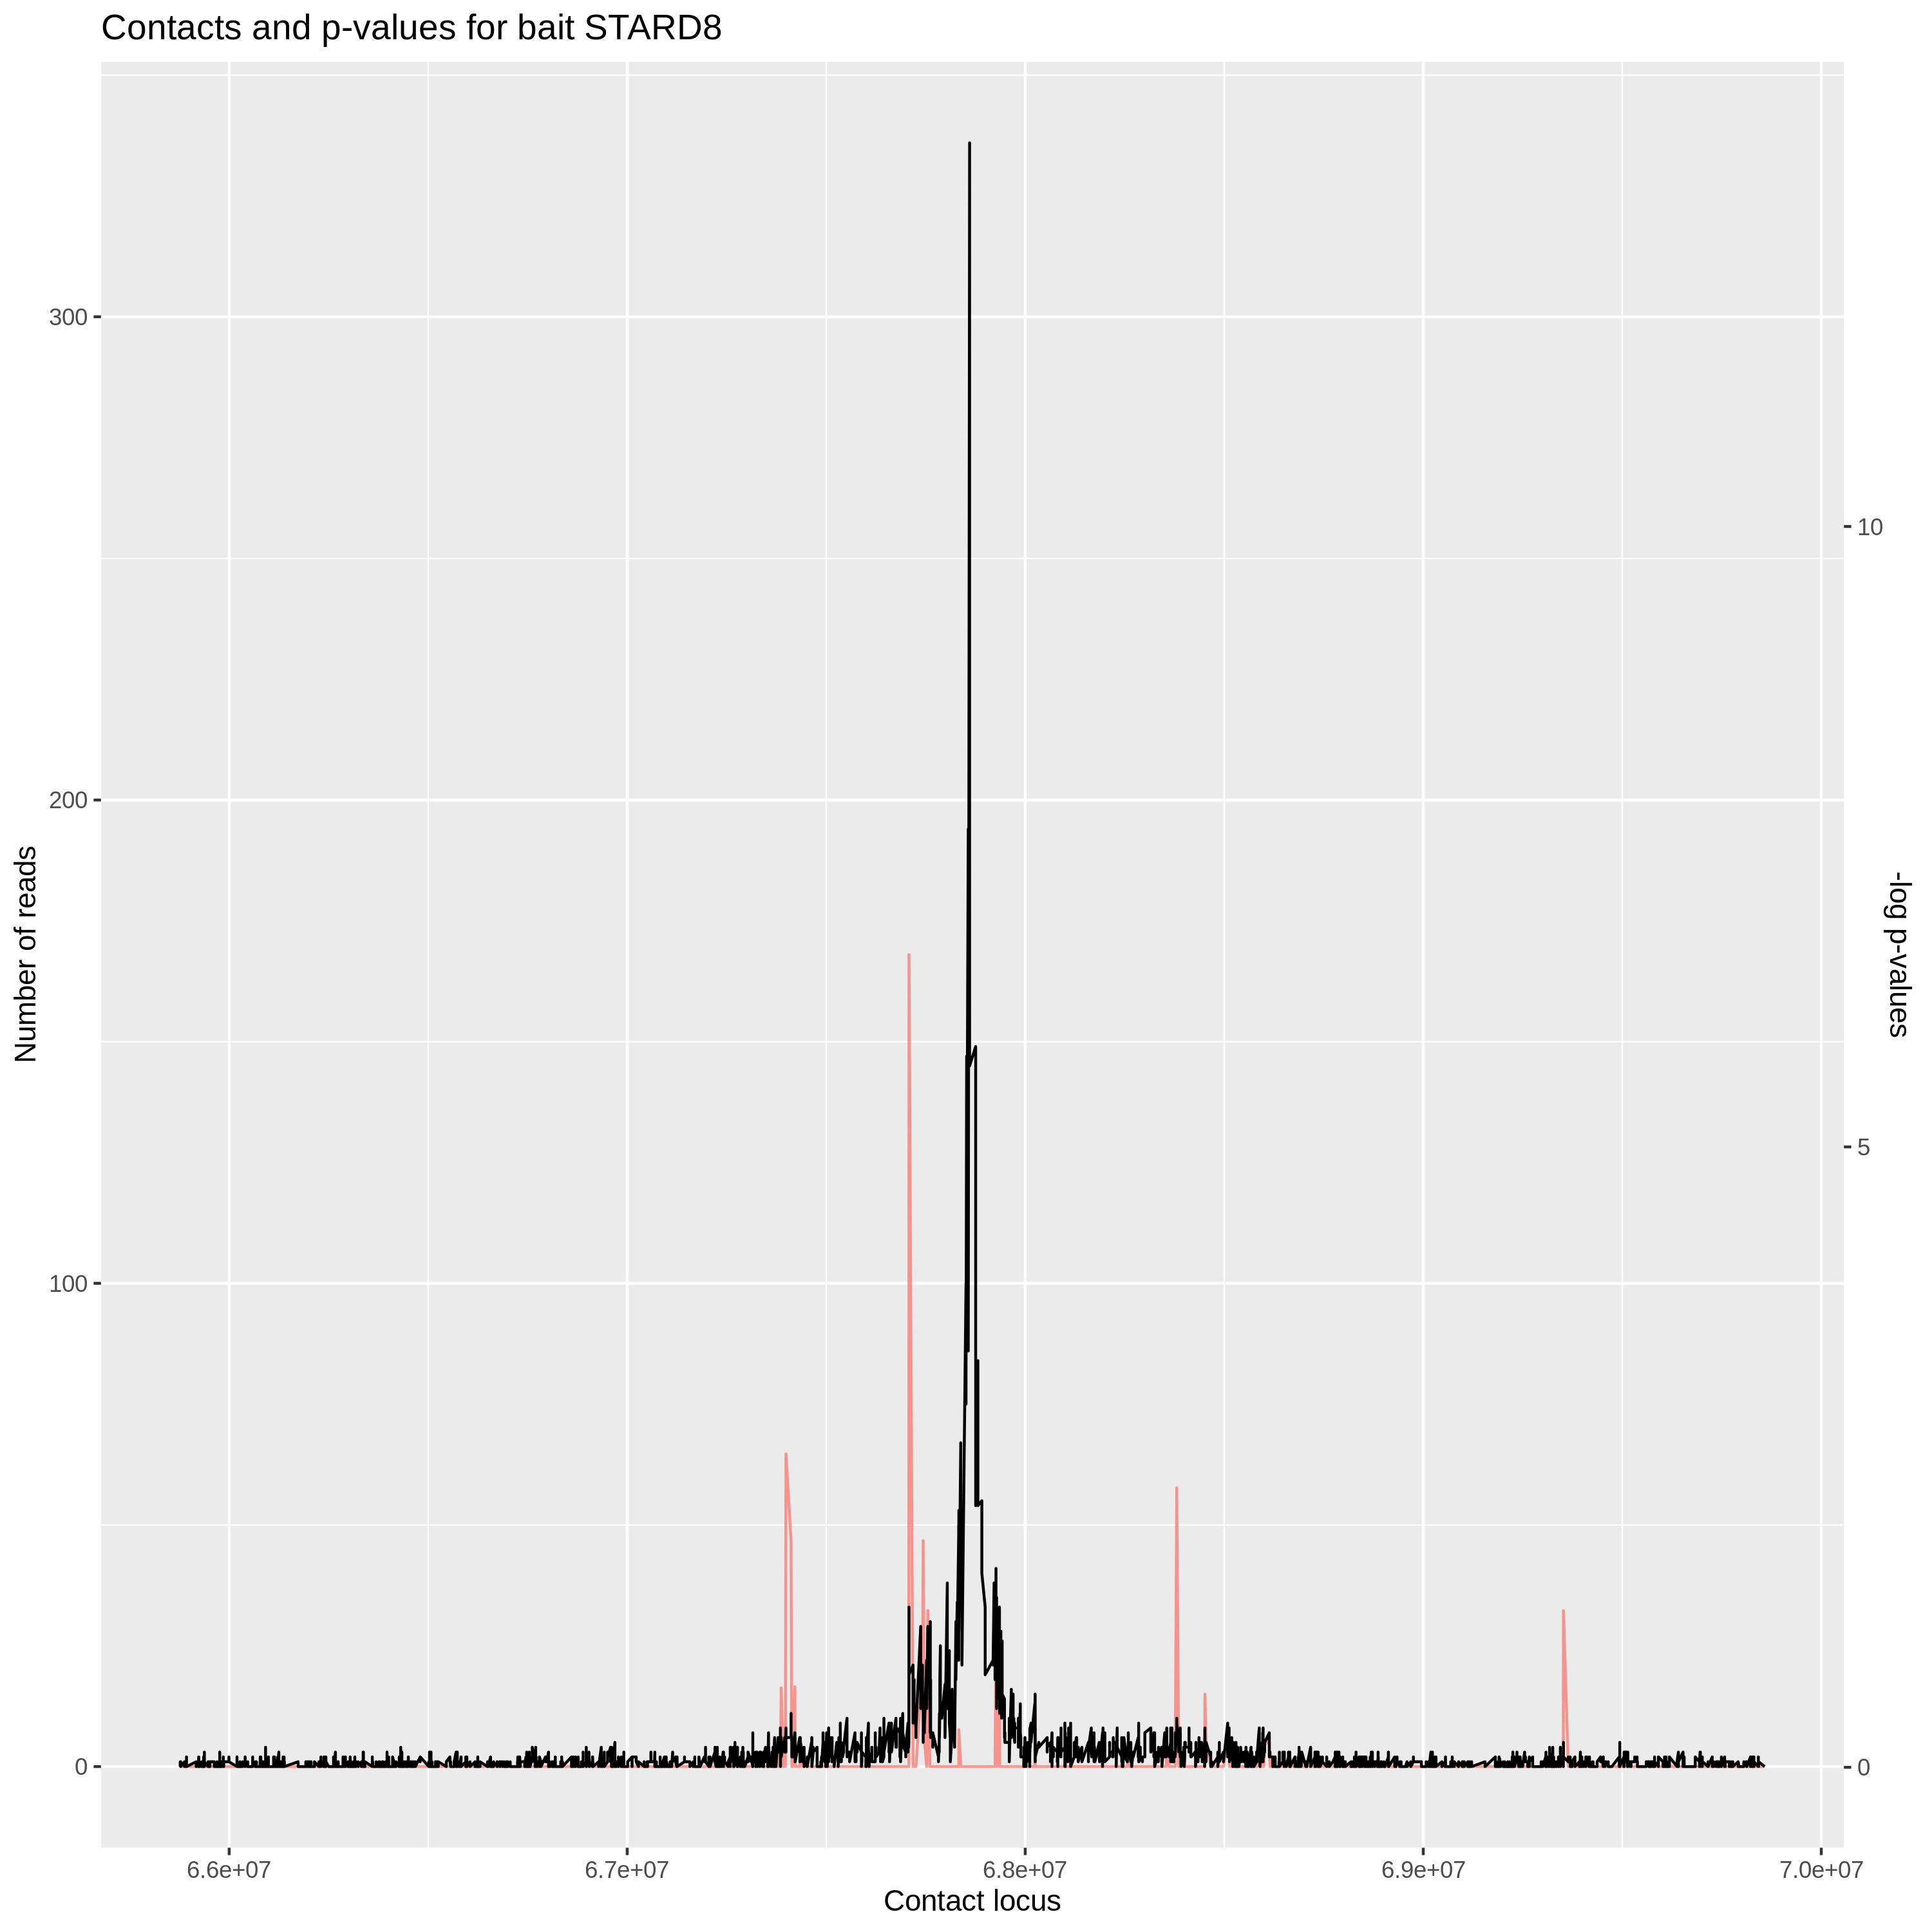 Contacts and p-values for bait STARD8
300
200
100
0
Number of reads
10
5
0
-log p-values
6.6e+07
6.7e+07
6.8e+07
6.9e+07
7.0e+07
Contact locus